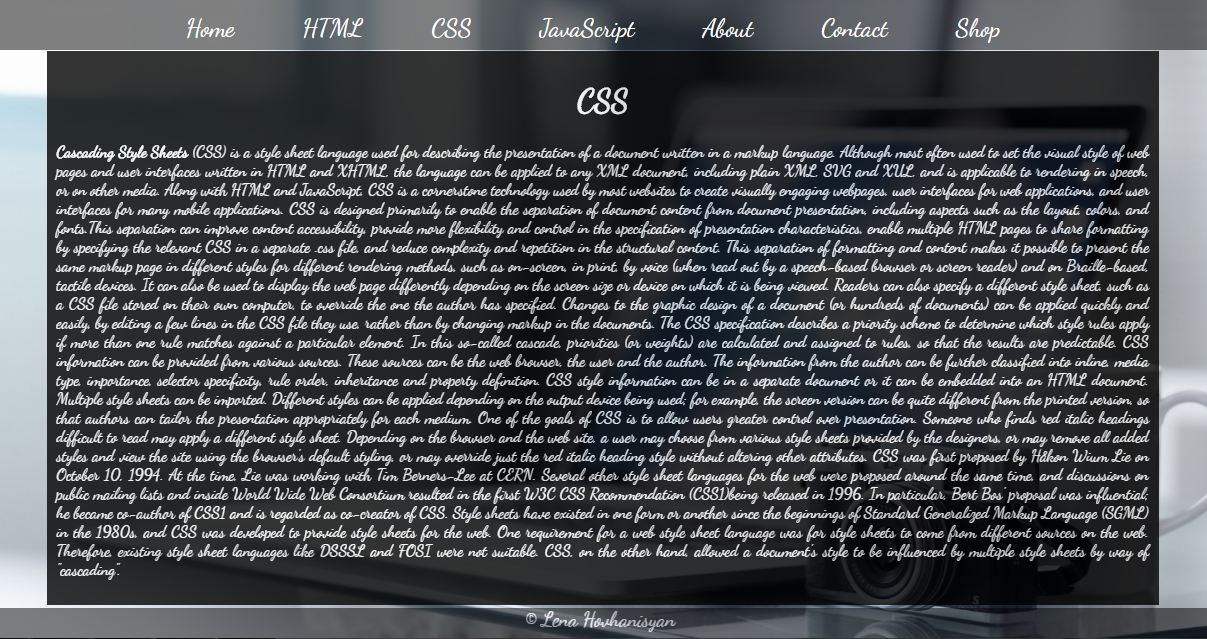 Home HTML CSS JavaScript About Contact Shop
CSS
Cascading Style Sheets (CSS) is a style sheet language used for describing the presentation of a document written in a markup language. Although most often used to set the visual style of web
pages and user interfaces written in HTML and XHTML, the language can be applied to any XML document, including plain XML, SVG and XUL, and is applicable to rendering in speech,
or on other media. Along with HTML and JavaScript, CSS is a cornerstone technology used by most websites to create visually engaging webpages, user interfaces for web applications, and user
interfaces for many mobile applications. CSS is designed primarily to enable the separation of document content from document presentation, including aspects such as the layout, colors, and
fonts.This separation can improve content accessibility, provide more flexibility and control in the specification of presentation characteristics, enable multiple HTML pages to share formatting
by specifying the relevant CSS in a separate .css file, and reduce complexity and repetition in the structural content. This separation of formatting and content makes it possible to present the
same markup page in different styles for different rendering methods, such as on-screen, in print, by voice (when read out by a speech-based browser or screen reader) and on Braille-based,
tactile devices. It can also be used to display the web page differently depending on the screen size or device on which it is being viewed. Readers can also specify a different style sheet, such as
a CSS file stored on their own computer, to override the one the author has specified. Changes to the graphic design of a document (or hundreds of documents) can be applied quickly and
easily, by editing a few lines in the CSS file they use, rather than by changing markup in the documents. The CSS specification describes a priority scheme to determine which style rules apply
if more than one rule matches against a particular element. In this so-called cascade, priorities (or weights) are calculated and assigned to rules, so that the results are predictable. CSS
information can be provided from various sources. These sources can be the web browser, the user and the author. The information from the author can be further classified into inline, media
type, importance, selector specificity, rule order, inheritance and property definition. CSS style information can be in a separate document or it can be embedded into an HTML document.
Multiple style sheets can be imported. Different styles can be applied depending on the output device being used; for example, the screen version can be quite different from the printed version, so
that authors can tailor the presentation appropriately for each medium. One of the goals of CSS is to allow users greater control over presentation. Someone who finds red italic headings
difficult to read may apply a different style sheet. Depending on the browser and the web site, a user may choose from various style sheets provided by the designers, or may remove all added
styles and view the site using the browser's default styling, or may override just the red italic heading style without altering other attributes. CSS was first proposed by Håkon Wium Lie on
October 10, 1994. At the time, Lie was working with Tim Berners-Lee at CERN. Several other style sheet languages for the web were proposed around the same time, and discussions on
public mailing lists and inside World Wide Web Consortium resulted in the first W3C CSS Recommendation (CSS1)being released in 1996. In particular, Bert Bos' proposal was influential;
he became co-author of CSS1 and is regarded as co-creator of CSS. Style sheets have existed in one form or another since the beginnings of Standard Generalized Markup Language (SGML)
in the 1980s, and CSS was developed to provide style sheets for the web. One requirement for a web style sheet language was for style sheets to come from different sources on the web.
Therefore, existing style sheet languages like DSSSL and FOSI were not suitable. CSS, on the other hand, allowed a document's style to be influenced by multiple style sheets by way of
"cascading".
© Lena Hovhanisyan